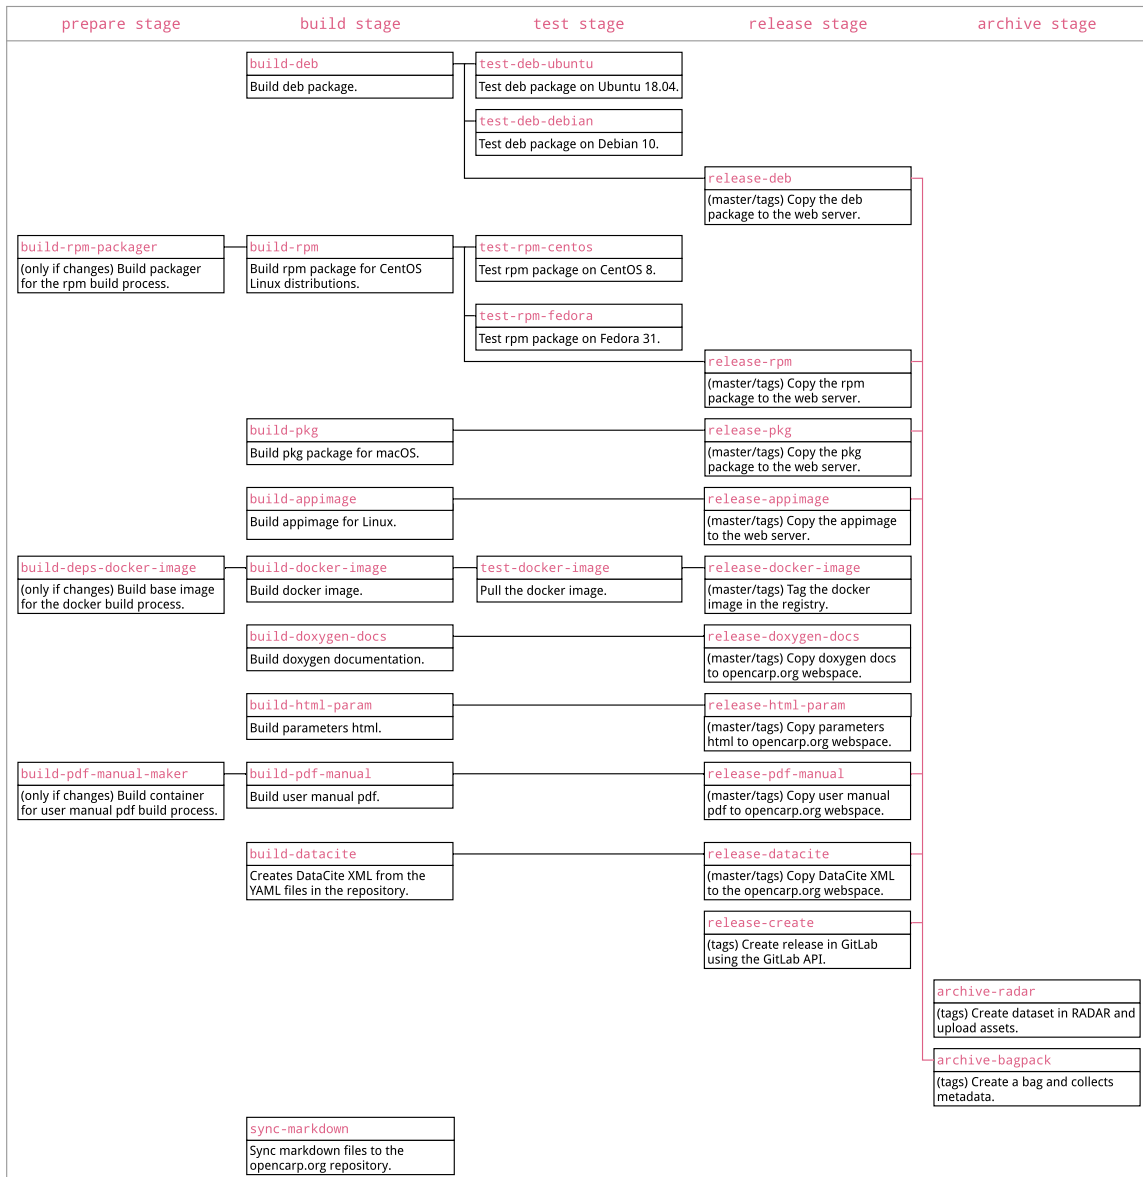 prepare stage
build stage
test stage
release stage
archive stage
build-deb
Build deb package.
test-deb-ubuntu
Test deb package on Ubuntu 18.04.
test-deb-debian
Test deb package on Debian 10.
release-deb
(master/tags) Copy the deb
package to the web server.
build-rpm-packager
(only if changes) Build packager
for the rpm build process.
build-rpm
Build rpm package for CentOS
Linux distributions.
test-rpm-centos
Test rpm package on CentOS 8.
test-rpm-fedora
Test rpm package on Fedora 31.
release-rpm
(master/tags) Copy the rpm
package to the web server.
build-pkg
Build pkg package for macOS.
release-pkg
(master/tags) Copy the pkg
package to the web server.
build-appimage
Build appimage for Linux.
release-appimage
(master/tags) Copy the appimage
to the web server.
build-deps-docker-image
(only if changes) Build base image
for the docker build process.
build-docker-image
Build docker image.
test-docker-image
Pull the docker image.
release-docker-image
(master/tags) Tag the docker
image in the registry.
build-doxygen-docs
Build doxygen documentation.
release-doxygen-docs
(master/tags) Copy doxygen docs
to opencarp.org webspace.
build-html-param
Build parameters html.
release-html-param
(master/tags) Copy parameters
html to opencarp.org webspace.
build-pdf-manual-maker
(only if changes) Build container
for user manual pdf build process.
build-pdf-manual
Build user manual pdf.
release-pdf-manual
(master/tags) Copy user manual
pdf to opencarp.org webspace.
build-datacite
Creates DataCite XML from the
YAML files in the repository.
release-datacite
(master/tags) Copy DataCite XML
to the opencarp.org webspace.
release-create
(tags) Create release in GitLab
using the GitLab API.
archive-radar
(tags) Create dataset in RADAR and
upload assets.
archive-bagpack
(tags) Create a bag and collects
metadata.
sync-markdown
Sync markdown files to the
opencarp.org repository.